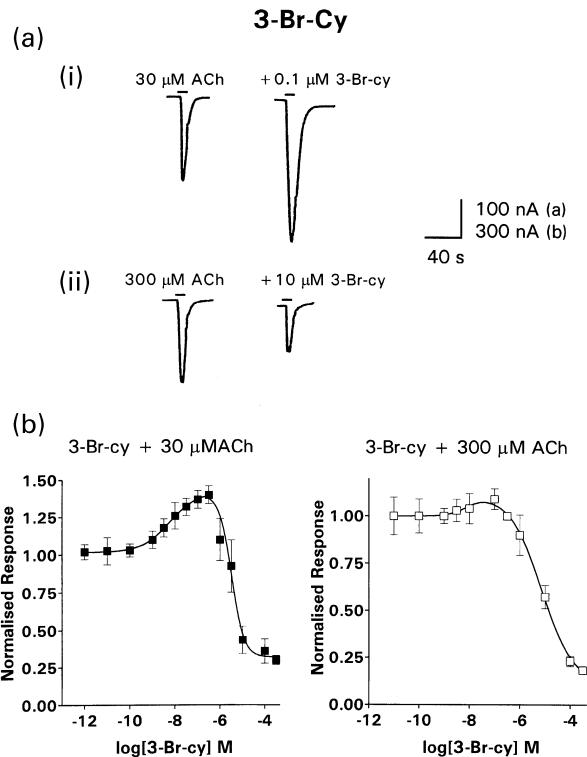 3-Br-Cy
(a)
(i)
30 μM ACh
+ 0.1 μM 3-Br-cy
100 nA (a)
300 nA (b)
40 s
(ii)
300 μM ACh
+ 10 μM 3-Br-cy
(b)
3-Br-cy + 30 μMACh
Normalised Response
1.50
1.25
1.00
0.75
0.50
0.25
0.00
-12 -10 -8 -6 -4
log[3-Br-cy] M
3-Br-cy + 300 μM ACh
Normalised Response
1.00
0.75
0.50
0.25
0.00
-12 -10 -8 -6 -4
log[3-Br-cy] M